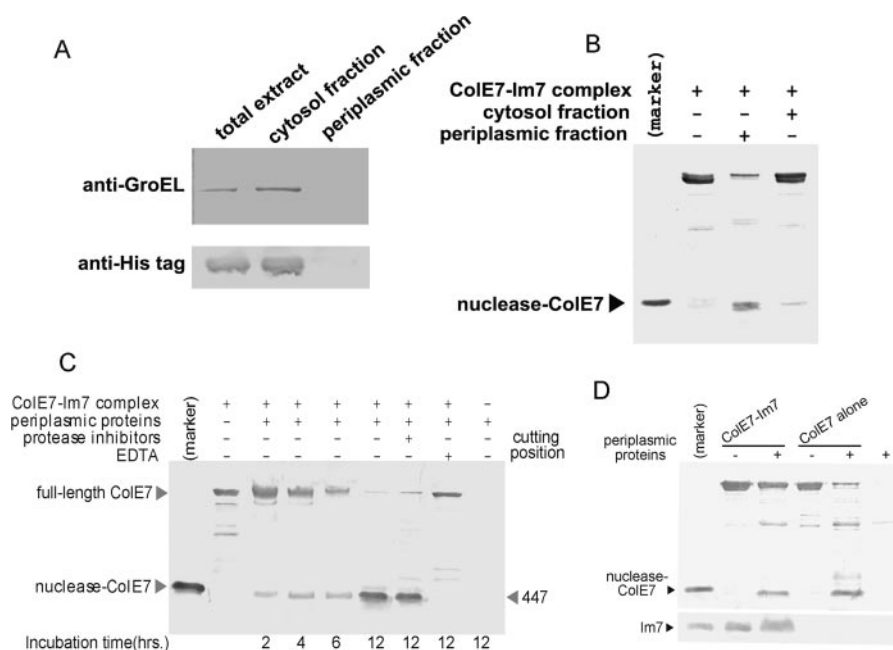 A
total extract
cytosol fraction
periplasmic fraction
anti-GroEL
anti-His tag
B
(marker)
ColE7-Im7 complex + + +
cytosol fraction - - +
periplasmic fraction - + -
nuclease-ColE7
C
(marker)
ColE7-Im7 complex + + + + + + + -
periplasmic proteins - + + + + + + +
protease inhibitors - - - - - + - -
EDTA - - - - - - + -
cutting position
full-length ColE7
nuclease-ColE7
447
Incubation time(hrs.) 2 4 6 12 12 12 12
D
(marker)
ColE7-Im7
ColE7 alone
periplasmic proteins - + - + +
nuclease-
ColE7
Im7